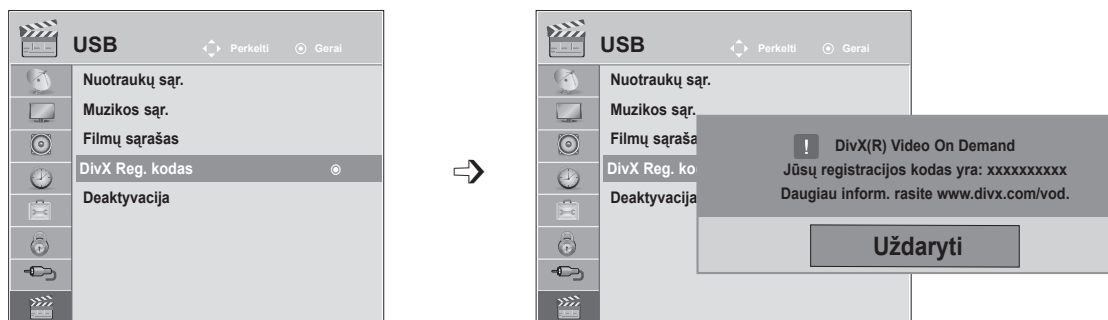 USB
Perkelti
Gerai
Nuotraukų sąr.
Muzikos sąr.
Filmų sąrašas
DivX Reg. kodas
Deaktyvacija
USB
Perkelti
Gerai
Nuotraukų sąr.
Muzikos sąr.
Filmų sąraša
DivX Reg. ko
Deaktyvacija
! DivX(R) Video On Demand
Jūsų registracijos kodas yra: xxxxxxxxxx
Daugiau inform. rasite www.divx.com/vod.
Uždaryti